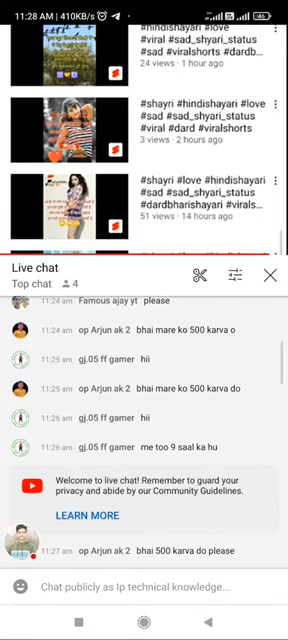 11:28 AM | 410KB/s
46
#hindishayari #love
#viral #sad_shyari_status
#sad #viralshorts #dardb...
24 views · 1 hour ago
#shayri #hindishayari #love
#sad #sad_shyari_status
#viral #dard #viralshorts
3 views · 2 hours ago
#shayri #love #hindishayari
#sad #sad_shyari_status
#dardbharishayari #virals...
51 views · 14 hours ago
Live chat
Top chat 4
11:24 am Famous ajay yt please
11:24 am op Arjun ak 2 bhai mare ko 500 karva o
11:25 am gj.05 ff gamer hii
11:25 am op Arjun ak 2 bhai mare ko 500 karva do
11:26 am gj.05 ff gamer hii
11:26 am gj.05 ff gamer me too 9 saal ka hu
Welcome to live chat! Remember to guard your
privacy and abide by our Community Guidelines.
LEARN MORE
11:27 am op Arjun ak 2 bhai 500 karva do please
Chat publicly as Ip technical knowledge...